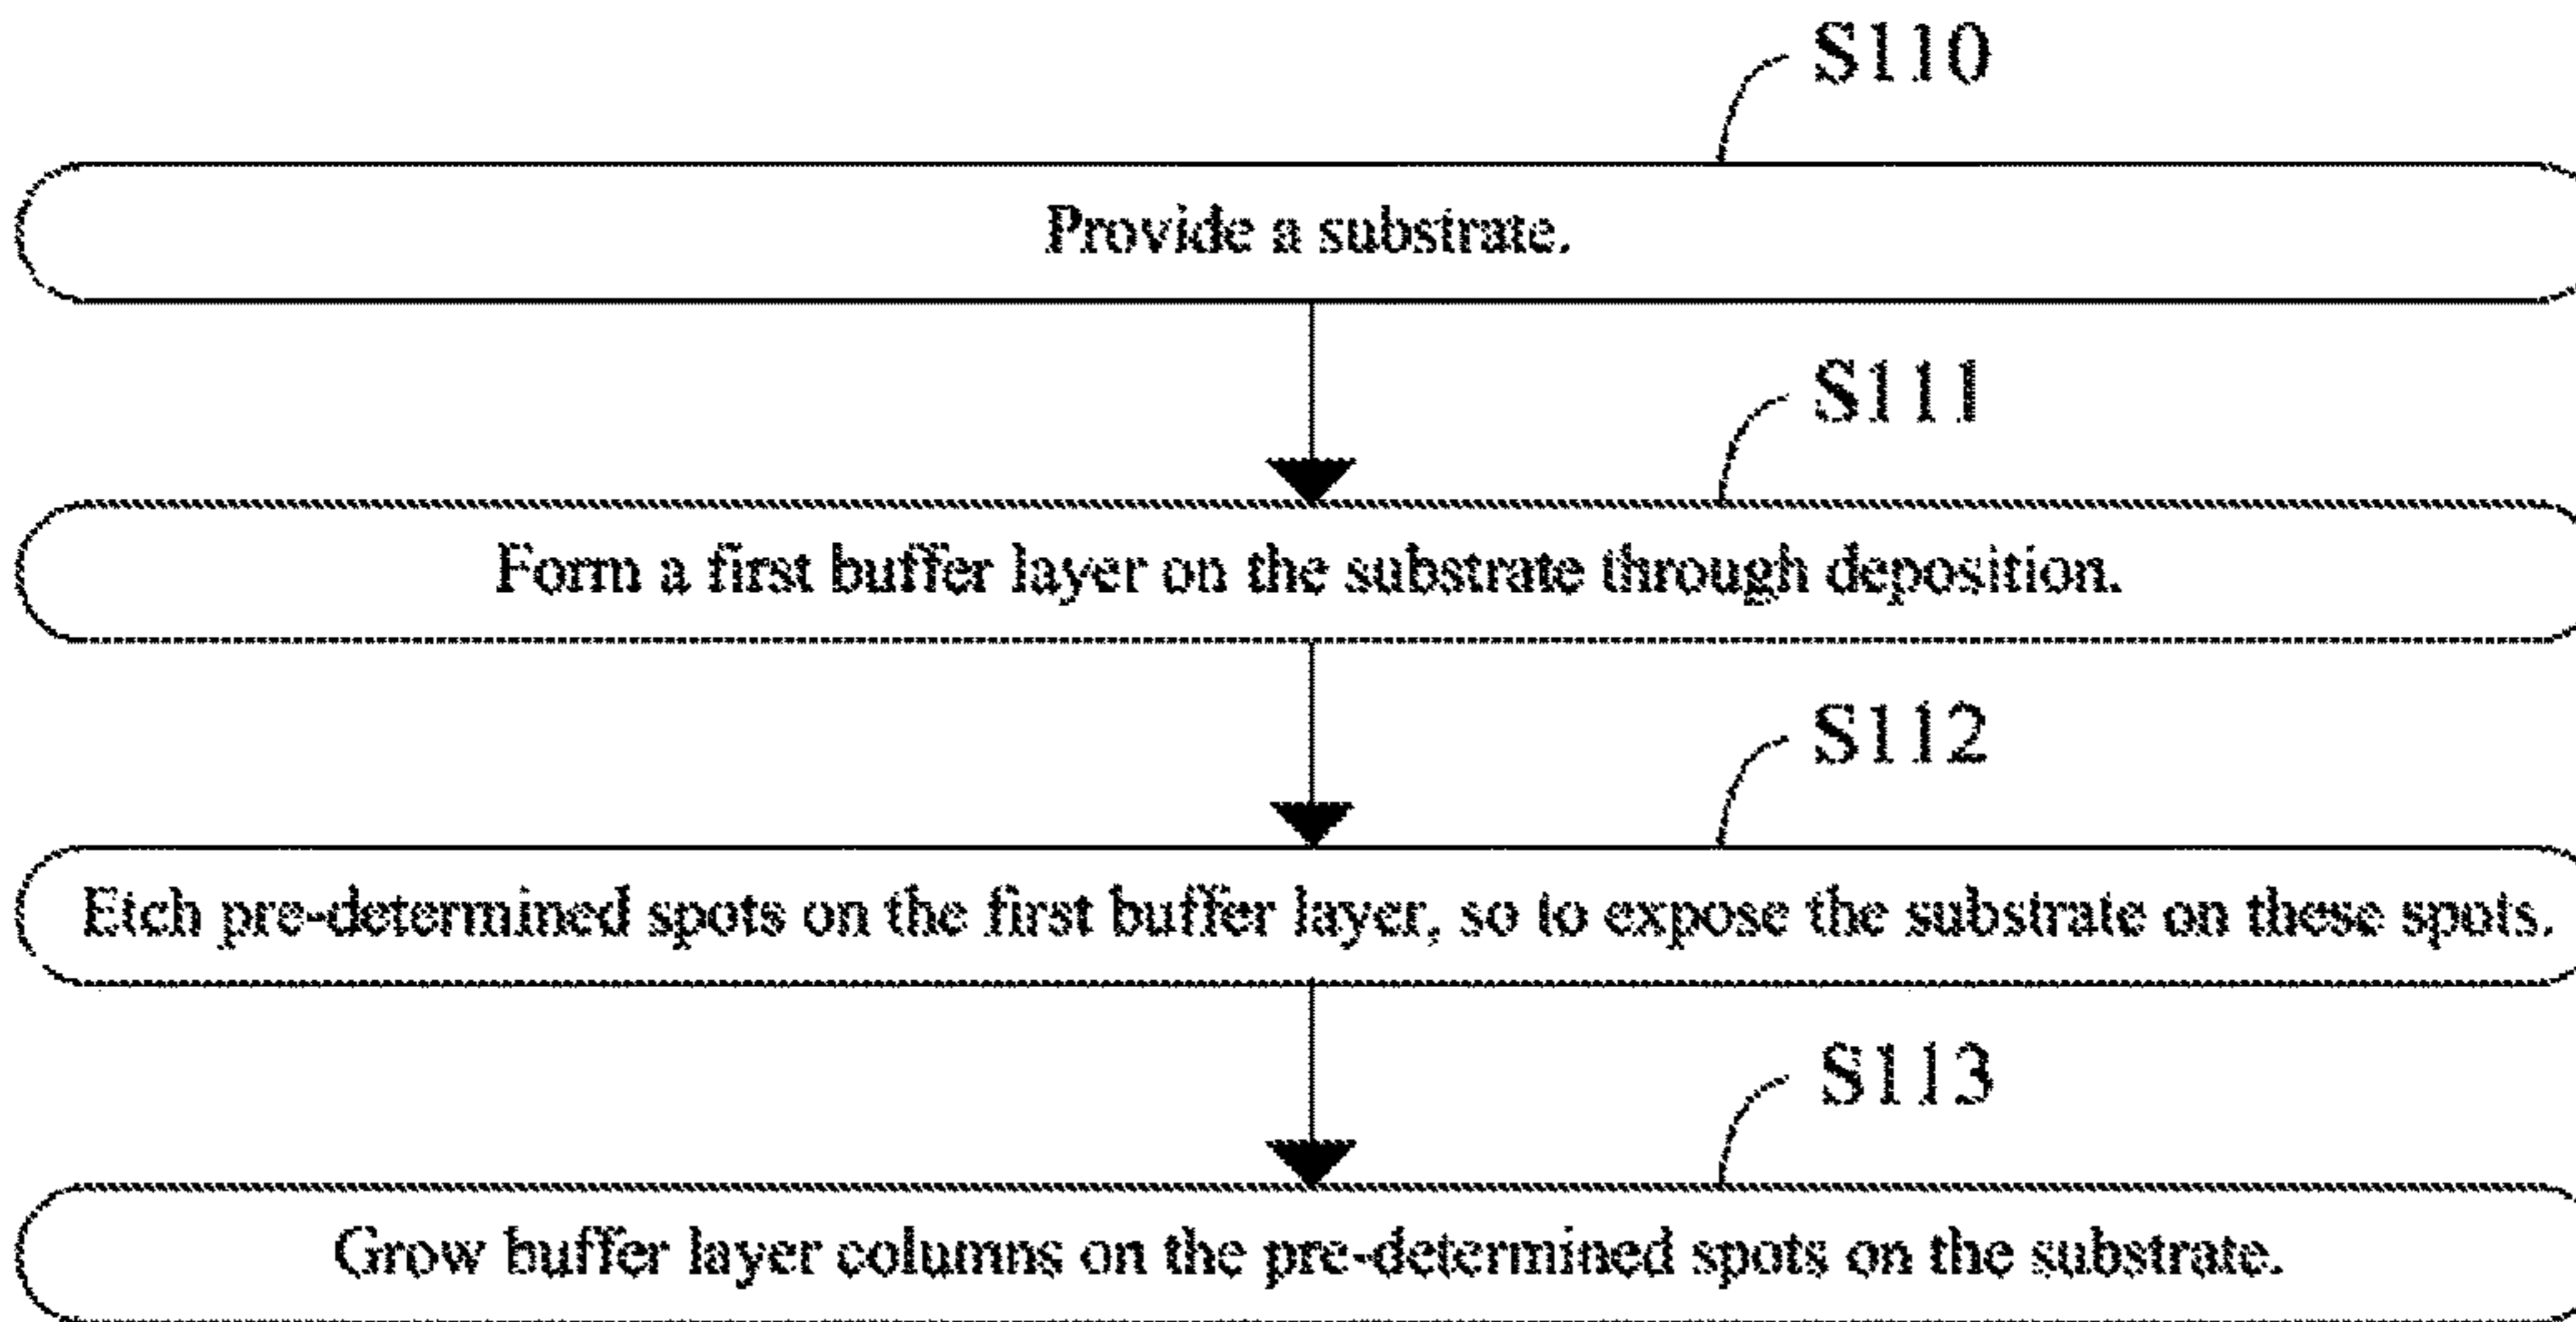 S110
Provide a substrate.
S111
Form a first buffer layer on the substrate through deposition.
S112
Etch pre-determined spots on the first buffer layer, so to expose the substrate on these spots.
S113
Grow buffer layer columns on the pre-determined spots on the substrate.